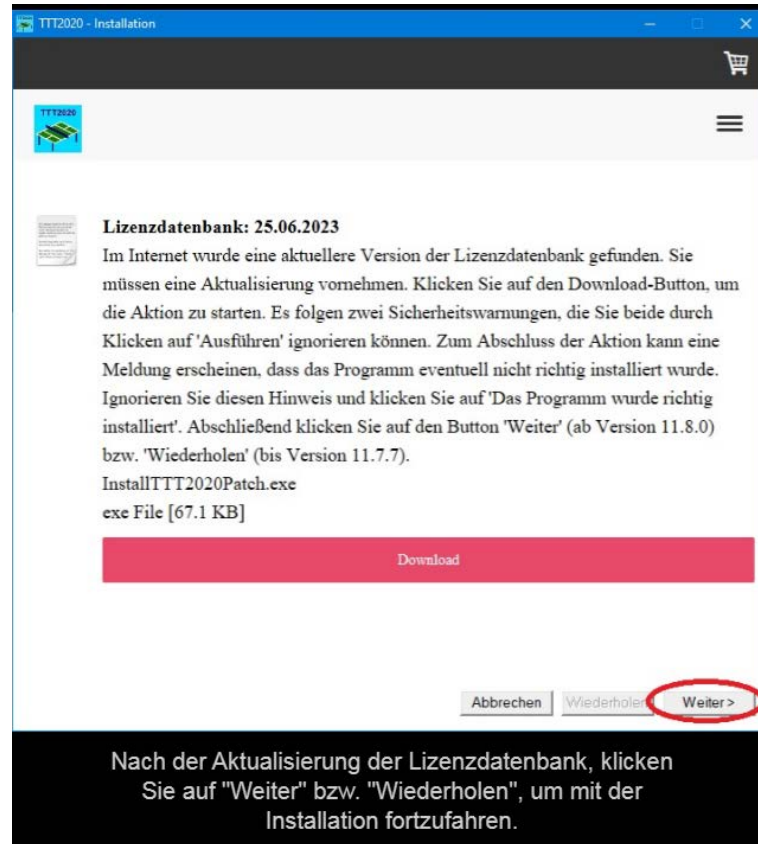 TTT2020 - Installation
TTT2020
Lizenzdatenbank: 25.06.2023
Im Internet wurde eine aktuellere Version der Lizenzdatenbank gefunden. Sie
müssen eine Aktualisierung vornehmen. Klicken Sie auf den Download-Button, um
die Aktion zu starten. Es folgen zwei Sicherheitswarnungen, die Sie beide durch
Klicken auf 'Ausführen' ignorieren können. Zum Abschluss der Aktion kann eine
Meldung erscheinen, dass das Programm eventuell nicht richtig installiert wurde.
Ignorieren Sie diesen Hinweis und klicken Sie auf 'Das Programm wurde richtig
installiert'. Abschließend klicken Sie auf den Button 'Weiter' (ab Version 11.8.0)
bzw. 'Wiederholen' (bis Version 11.7.7).
InstallTTT2020Patch.exe
exe File [67.1 KB]
Download
Abbrechen Wiederholen Weiter >
Nach der Aktualisierung der Lizenzdatenbank, klicken
Sie auf "Weiter" bzw. "Wiederholen", um mit der
Installation fortzufahren.